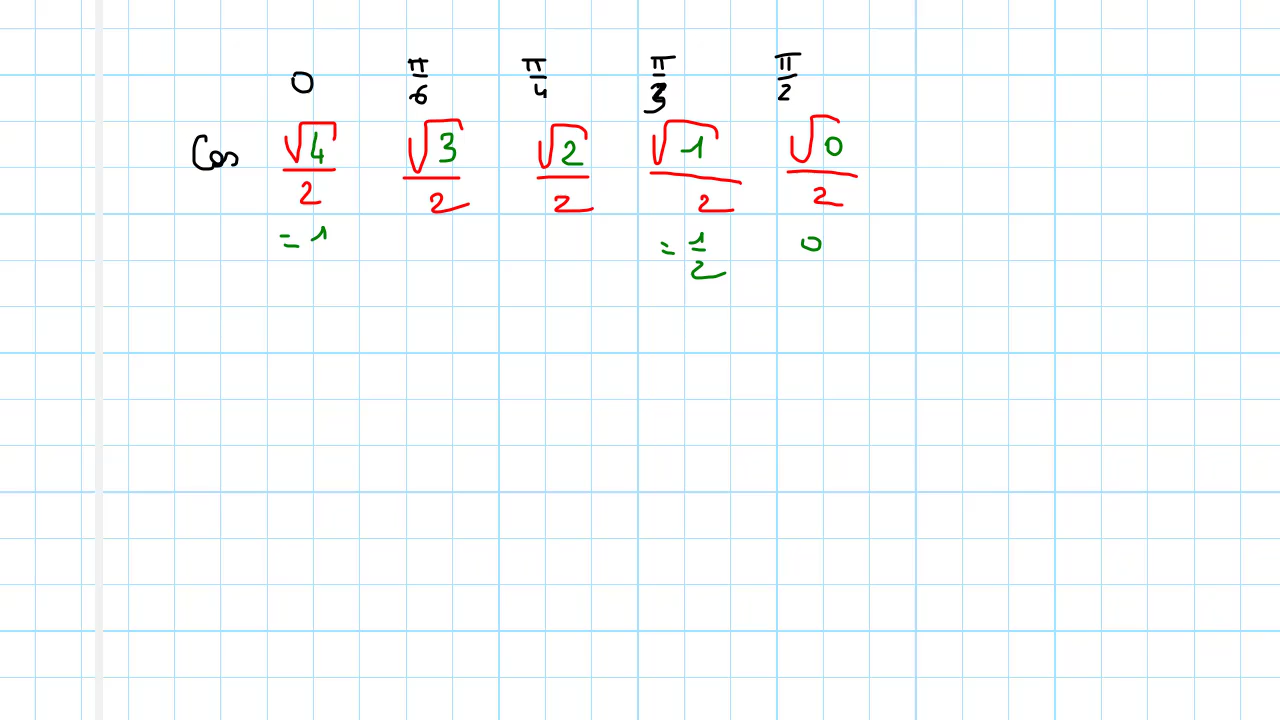 0 π/6 π/4 π/3 π/2
Cos √4/2 √3/2 √2/2 √1/2 √0/2
= 1 = 1/2 0